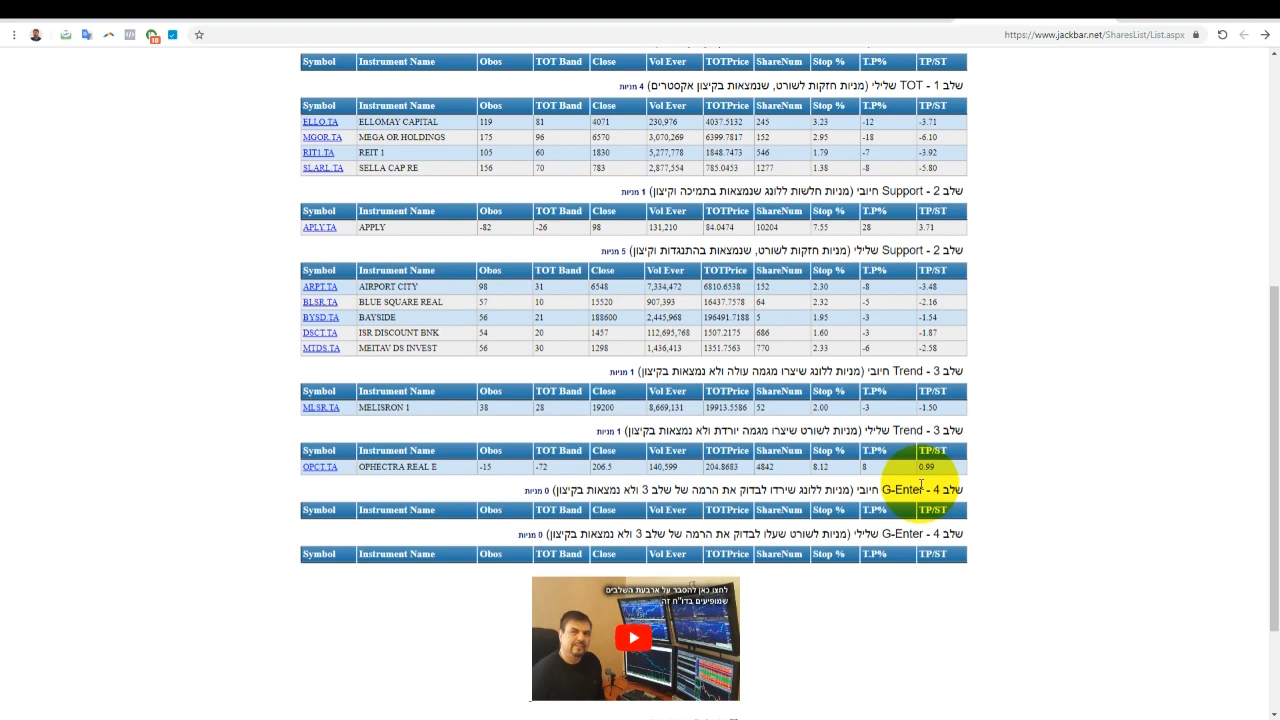 https://www.jackbar.net/SharesList/List.aspx
10
Symbol Instrument Name Obos TOT Band Close Vol Ever TOTPrice ShareNum Stop % T.P% TP/ST
שלב 1 - TOT שלילי (מניות חזקות לשורט, שנמצאות בקיצון אקסטרים) 4 מניות
Symbol Instrument Name Obos TOT Band Close Vol Ever TOTPrice ShareNum Stop % T.P% TP/ST
ELLO.TA ELLOMAY CAPITAL 119 81 4071 230,976 4037.5132 245 3.23 -12 -3.71
MGOR.TA MEGA OR HOLDINGS 175 96 6570 3,070,269 6399.7817 152 2.95 -18 -6.10
RIT1.TA REIT 1 105 60 1830 5,277,778 1848.7473 546 1.79 -7 -3.92
SLARL.TA SELLA CAP RE 156 70 783 2,877,554 785.0453 1277 1.38 -8 -5.80
שלב 2 - Support חיובי (מניות חלשות ללונג שנמצאות בתמיכה וקיצון) 1 מניות
Symbol Instrument Name Obos TOT Band Close Vol Ever TOTPrice ShareNum Stop % T.P% TP/ST
APLY.TA APPLY -82 -26 98 131,210 84.0474 10204 7.55 28 3.71
שלב 2 - Support שלילי (מניות חזקות לשורט, שנמצאות בהתנגדות וקיצון) 5 מניות
Symbol Instrument Name Obos TOT Band Close Vol Ever TOTPrice ShareNum Stop % T.P% TP/ST
ARPT.TA AIRPORT CITY 98 31 6548 7,334,472 6810.6538 152 2.30 -8 -3.48
BLSR.TA BLUE SQUARE REAL 57 10 15520 907,393 16437.7578 64 2.32 -5 -2.16
BYSD.TA BAYSIDE 56 21 188600 2,445,968 196491.7188 5 1.95 -3 -1.54
DSCT.TA ISR DISCOUNT BNK 54 20 1457 112,695,768 1507.2175 686 1.60 -3 -1.87
MTDS.TA MEITAV DS INVEST 56 30 1298 1,436,413 1351.7563 770 2.33 -6 -2.58
שלב 3 - Trend חיובי (מניות ללונג שיצרו מגמה עולה ולא נמצאות בקיצון) 1 מניות
Symbol Instrument Name Obos TOT Band Close Vol Ever TOTPrice ShareNum Stop % T.P% TP/ST
MLSR.TA MELISRON 1 38 28 19200 8,669,131 19913.5586 52 2.00 -3 -1.50
שלב 3 - Trend שלילי (מניות לשורט שיצרו מגמה יורדת ולא נמצאות בקיצון) 1 מניות
Symbol Instrument Name Obos TOT Band Close Vol Ever TOTPrice ShareNum Stop % T.P% TP/ST
OPCT.TA OPHECTRA REAL E -15 -72 206.5 140,599 204.8683 4842 8.12 8 0.99
שלב 4 - G-Enter חיובי (מניות ללונג שירדו לבדוק את הרמה של שלב 3 ולא נמצאות בקיצון) 0 מניות
Symbol Instrument Name Obos TOT Band Close Vol Ever TOTPrice ShareNum Stop % T.P% TP/ST
שלב 4 - G-Enter שלילי (מניות לשורט שעלו לבדוק את הרמה של שלב 3 ולא נמצאות בקיצון) 0 מניות
Symbol Instrument Name Obos TOT Band Close Vol Ever TOTPrice ShareNum Stop % T.P% TP/ST
לחצו כאן להסבר על ארבעת השלבים
שמופיעים בדו"ח זה